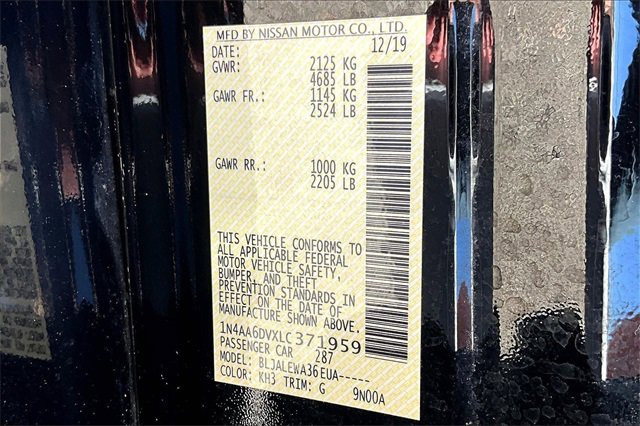 MFD BY NISSAN MOTOR CO., LTD.
DATE: 12/19
GVWR: 2125 KG
4685 LB
GAWR FR.: 1145 KG
2524 LB
GAWR RR.: 1000 KG
2205 LB
THIS VEHICLE CONFORMS TO
ALL APPLICABLE FEDERAL
MOTOR VEHICLE SAFETY,
BUMPER, AND THEFT
PREVENTION STANDARDS IN
EFFECT ON THE DATE OF
MANUFACTURE SHOWN ABOVE.
1N4AA6DVXLC371959
PASSENGER CAR 287
MODEL: BLJALEWA36EUA-----
COLOR: KH3 TRIM: G 9N00A